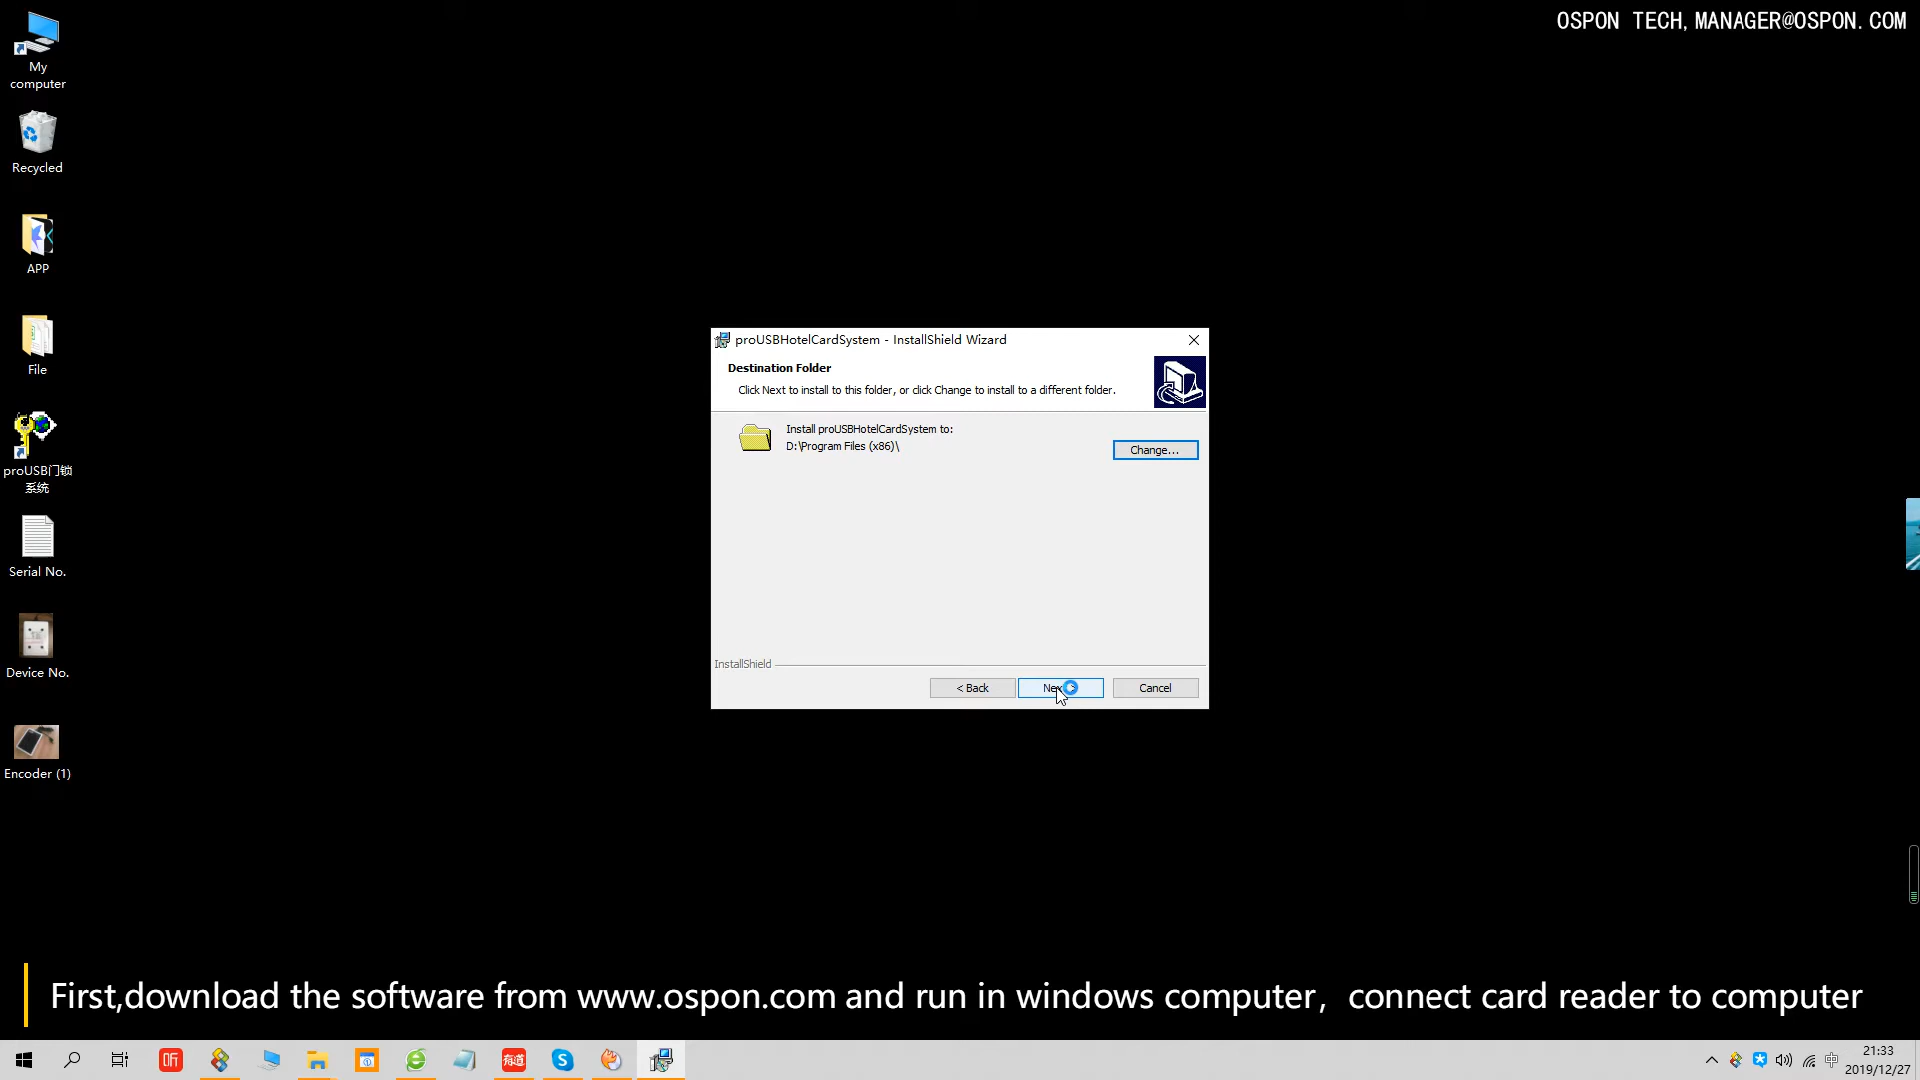 OSPON TECH,MANAGER@OSPON.COM
My
computer
Recycled
APP
File
proUSB门锁
系统
Serial No.
Device No.
Encoder (1)
proUSBHotelCardSystem - InstallShield Wizard
Destination Folder
Click Next to install to this folder, or click Change to install to a different folder.
Install proUSBHotelCardSystem to:
D:\Program Files (x86)\
Change...
InstallShield
< Back
Cancel
First,download the software from www.ospon.com and run in windows computer，connect card reader to computer
听
有道
S
中
21:33
2019/12/27